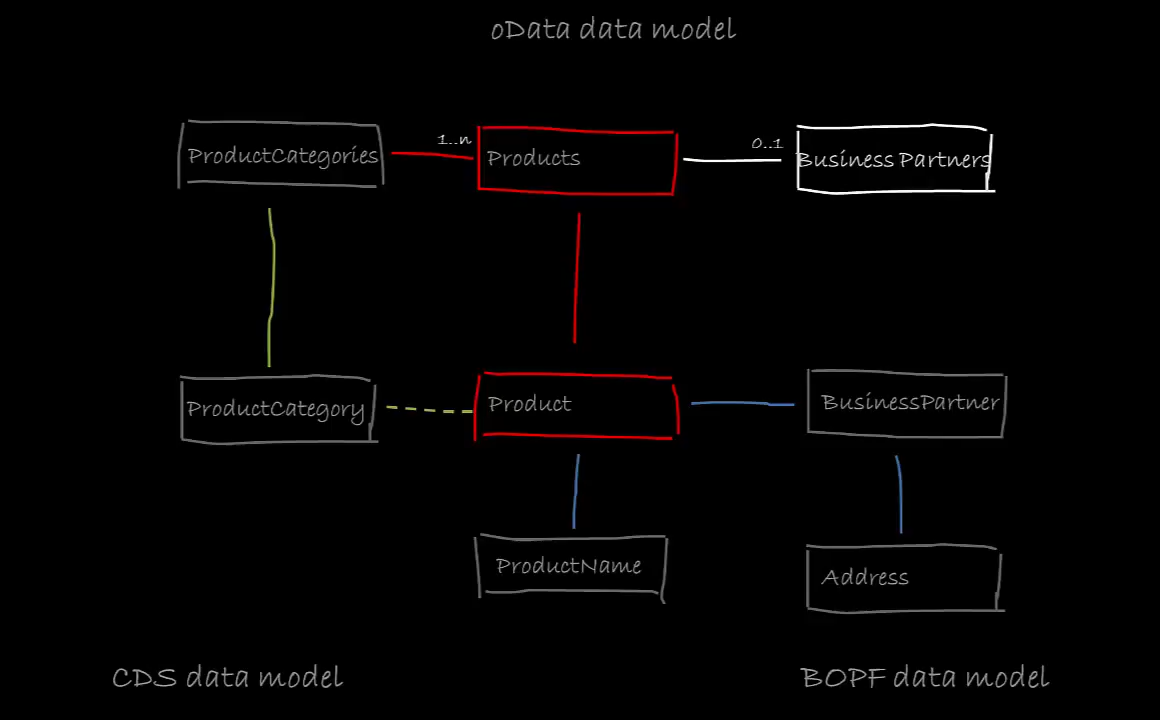 oData data model
1..n
0..1
ProductCategories
Products
Business Partners
ProductCategory
Product
BusinessPartner
ProductName
Address
CDS data model
BOPF data model